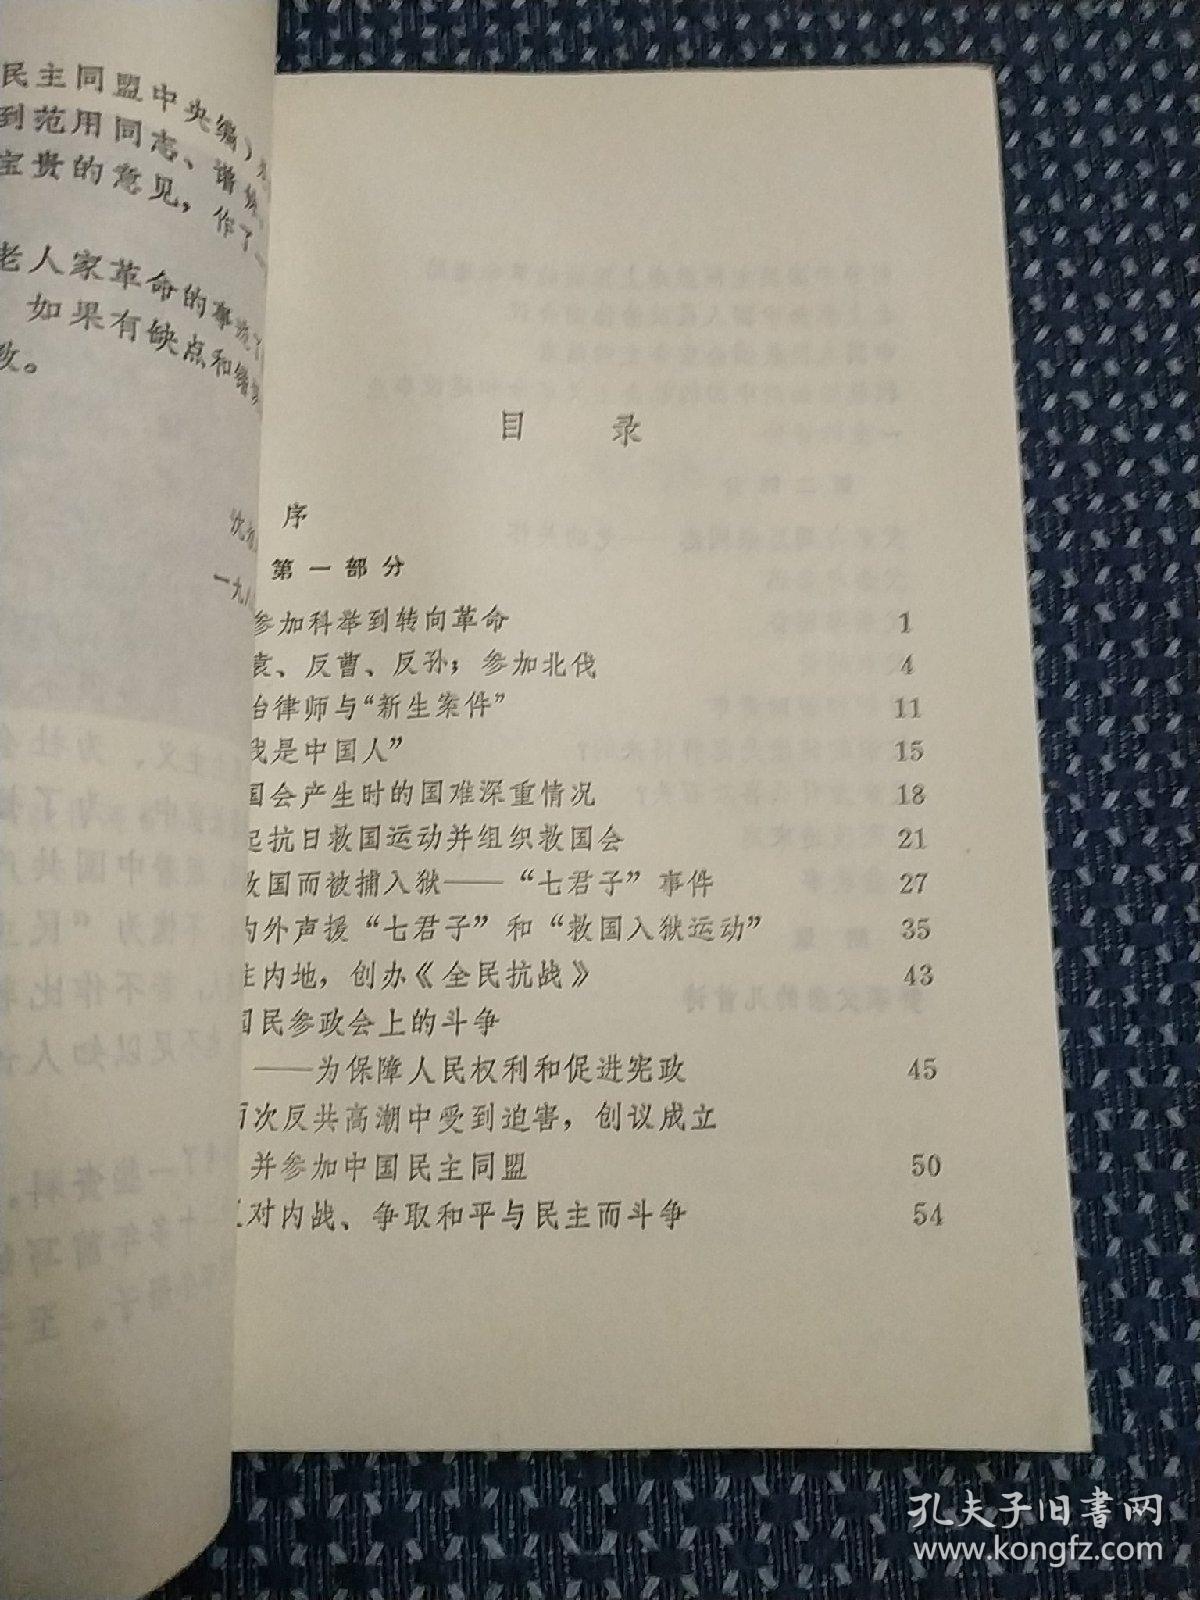 民主同盟中央编）
到范用同志、谐
宝贵的意见，作了一
老人家革命的事
如果有缺点和错
致。
一九八
目 录
序
第一部分
参加科举到转向革命 1
袁、反曹、反孙；参加北伐 4
律师与“新生案件” 11
我是中国人” 15
国会产生时的国难深重情况 18
起抗日救国运动并组织救国会 21
救国而被捕入狱——“七君子”事件 27
内外声援“七君子”和“救国入狱运动” 35
往内地，创办《全民抗战》 43
国民参政会上的斗争
——为保障人民权利和促进宪政 45
两次反共高潮中受到迫害，创议成立
并参加中国民主同盟 50
反对内战、争取和平与民主而斗争 54
孔夫子旧书网
www.kongfz.com